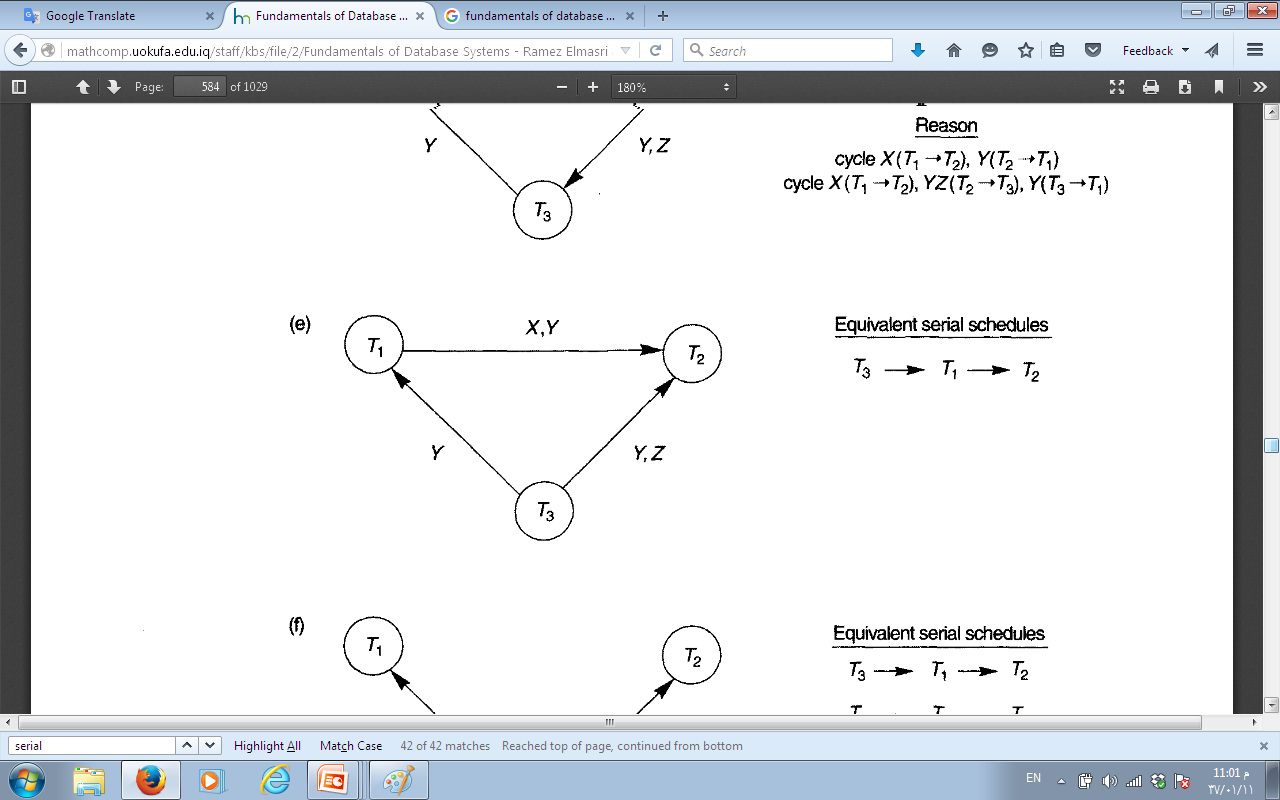 Google Translate
Fundamentals of Database ...
fundamentals of database ...
mathcomp.uokufa.edu.iq/staff/kbs/file/2/Fundamentals of Database Systems - Ramez Elmasri
Search
Feedback
Page: 584 of 1029
180%
Reason
Y
Y, Z
cycle X(T1 →T2), Y(T2 →T1)
cycle X(T1 →T2), YZ(T2 →T3), Y(T3 →T1)
T3
(e)
X,Y
Equivalent serial schedules
T1
T2
T3 → T1 → T2
Y
Y, Z
T3
(f)
Equivalent serial schedules
T1
T2
T3 → T1 → T2
serial
Highlight All
Match Case
42 of 42 matches
Reached top of page, continued from bottom
EN
11:01 م
٣٧/٠١/١١